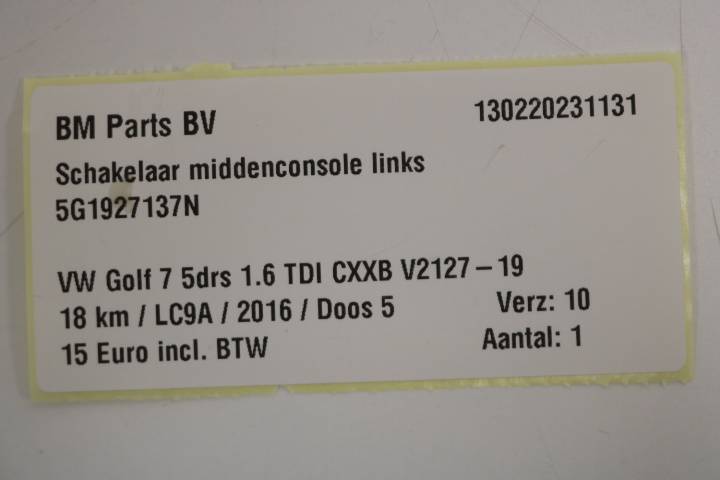 BM Parts BV 130220231131
Schakelaar middenconsole links
5G1927137N
VW Golf 7 5drs 1.6 TDI CXXB V2127-19
18 km / LC9A / 2016 / Doos 5 Verz: 10
15 Euro incl. BTW Aantal: 1